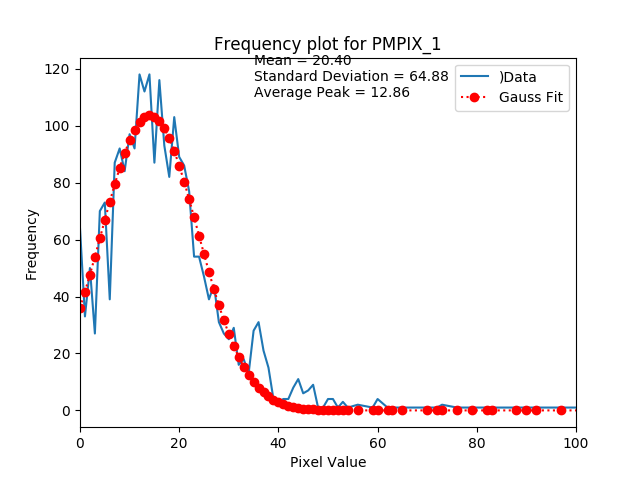 Frequency plot for PMPIX_1
Mean = 20.40
Standard Deviation = 64.88
Average Peak = 12.86
)Data
Gauss Fit
Frequency
120
100
80
60
40
20
0
0 20 40 60 80 100
Pixel Value